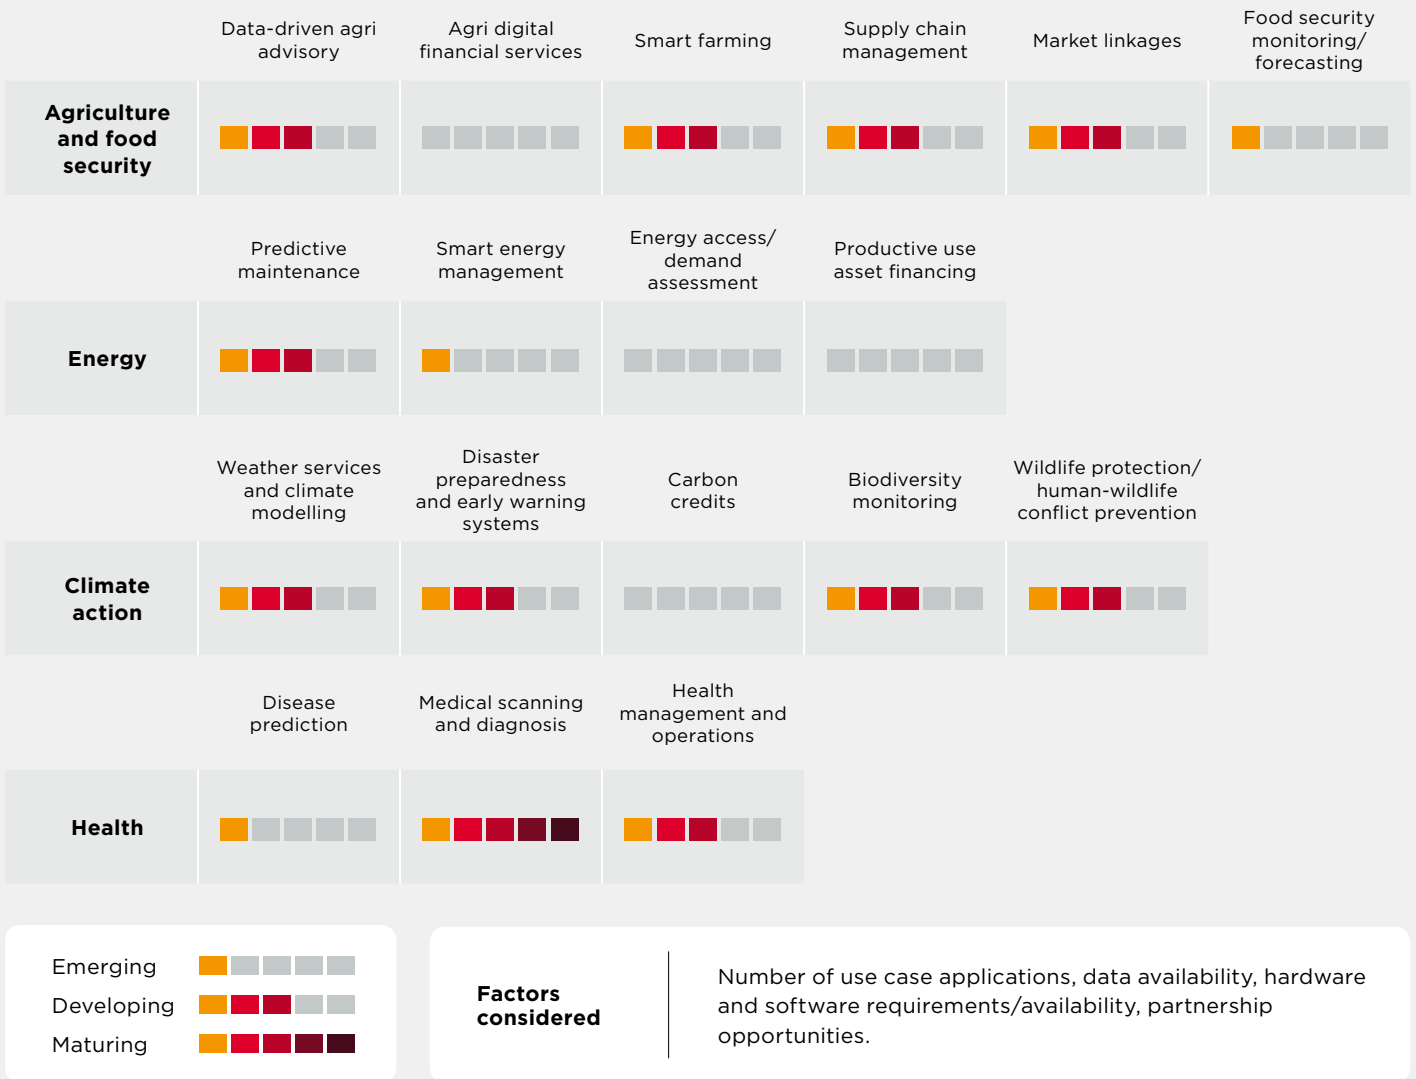 Data-driven agri
advisory
Agri digital
financial services
Smart farming
Supply chain
management
Market linkages
Food security
monitoring/
forecasting
Agriculture
and food
security
Predictive
maintenance
Smart energy
management
Energy access/
demand
assessment
Productive use
asset financing
Energy
Weather services
and climate
modelling
Disaster
preparedness
and early warning
systems
Carbon
credits
Biodiversity
monitoring
Wildlife protection/
human-wildlife
conflict prevention
Climate
action
Disease
prediction
Medical scanning
and diagnosis
Health
management and
operations
Health
Emerging
Developing
Maturing
Factors
considered
Number of use case applications, data availability, hardware
and software requirements/availability, partnership
opportunities.